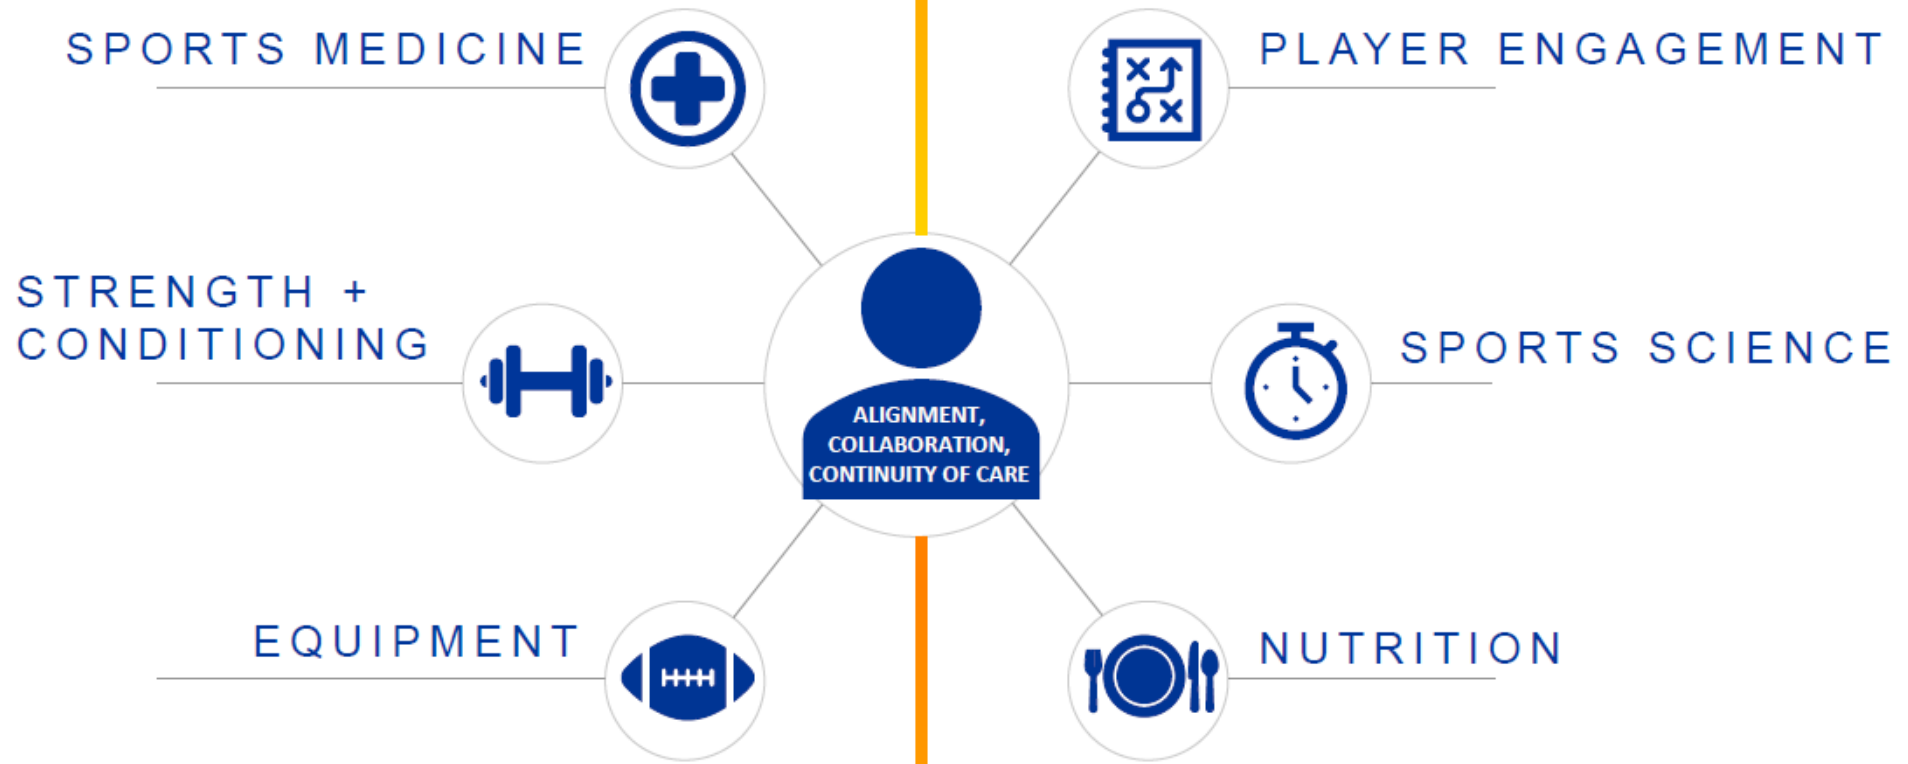 SPORTS MEDICINE
PLAYER ENGAGEMENT
STRENGTH +
CONDITIONING
SPORTS SCIENCE
ALIGNMENT,
COLLABORATION,
CONTINUITY OF CARE
EQUIPMENT
NUTRITION